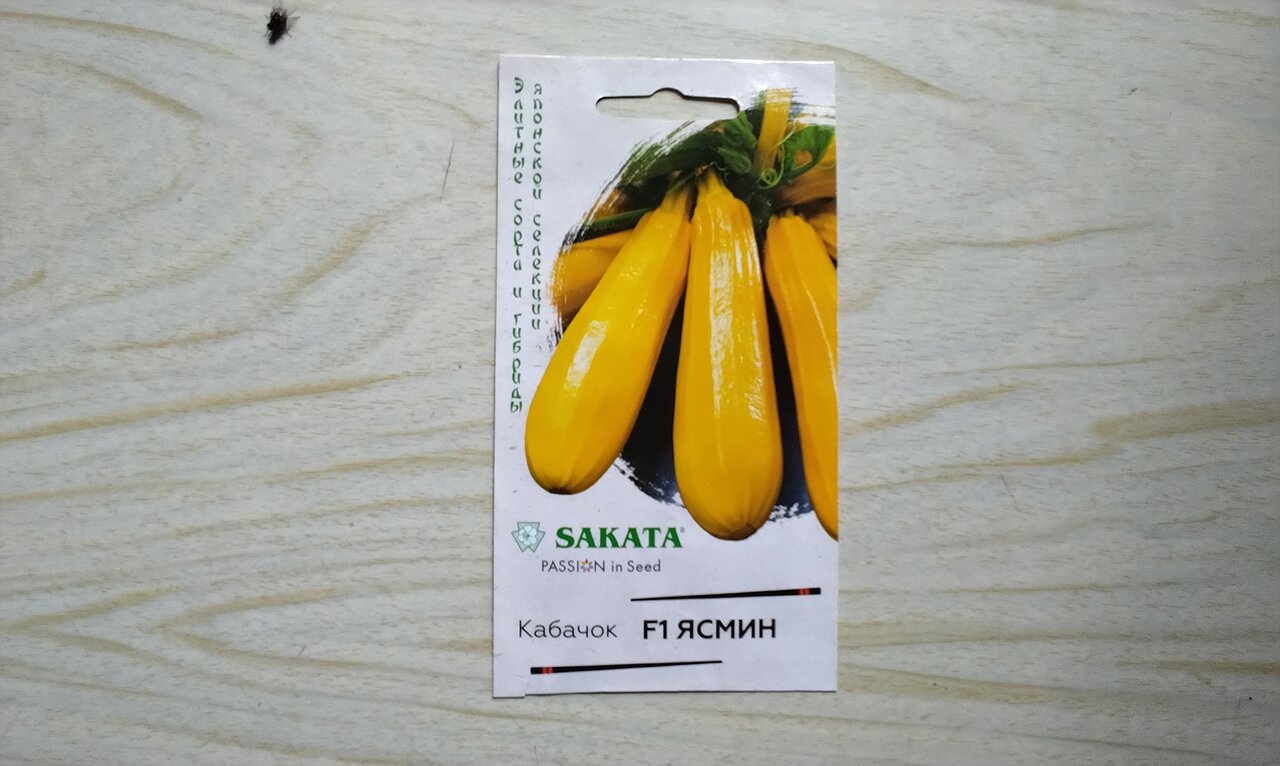 Элитные сорта и гибриды
японской селекции
SAKATA®
PASSION in Seed
Кабачок F1 ЯСМИН